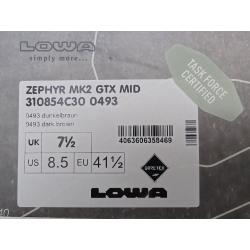 LOWA
simply more...
TASK FORCE
CERTIFIED
ZEPHYR MK2 GTX MID
310854C30 0493
0493 dunkelbraun
0493 dark brown
UK 7½
US 8.5 EU 41½
4063606358469
GORE-TEX
LOWA